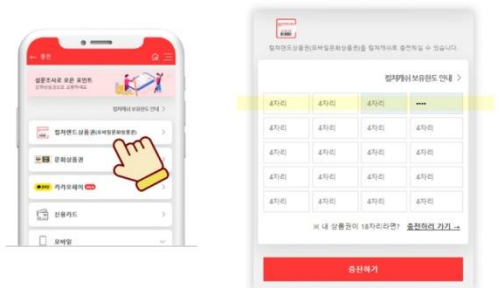 ← 충전
설문조사로 모은 포인트
컬쳐캐쉬 보유한도 안내 >
컬쳐랜드상품권(모바일문화상품권) >
문화상품권 >
pay 카카오페이
신용카드 >
모바일
컬쳐랜드상품권(모바일문화상품권)을 컬쳐캐쉬로 충전하실 수 있습니다.
컬쳐캐쉬 보유한도 안내 >
4자리 4자리 4자리 ••••
4자리 4자리 4자리 4자리
4자리 4자리 4자리 4자리
4자리 4자리 4자리 4자리
4자리 4자리 4자리 4자리
※ 내 상품권이 18자리라면? 충전하러 가기 →
충전하기